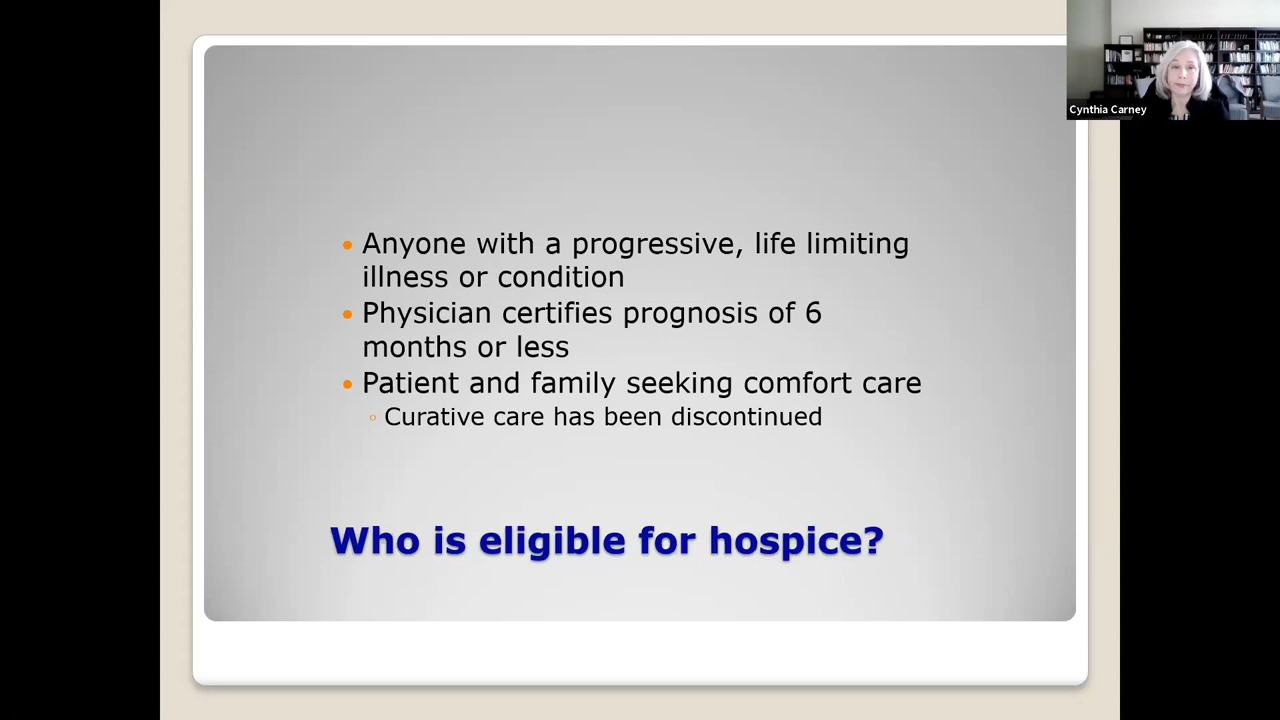 Cynthia Carney
• Anyone with a progressive, life limiting
illness or condition
• Physician certifies prognosis of 6
months or less
• Patient and family seeking comfort care
◦ Curative care has been discontinued
Who is eligible for hospice?